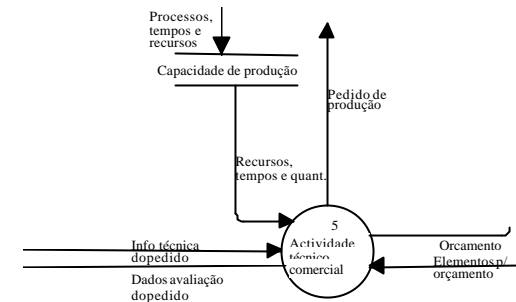 Processos,
tempos e
recursos
Capacidade de produção
Pedido de
produção
Recursos,
tempos e quant.
5
Actividade
técnico
comercial
Info técnica
dopedido
Dados avaliação
dopedido
Orcamento
Elementos p/
orçamento